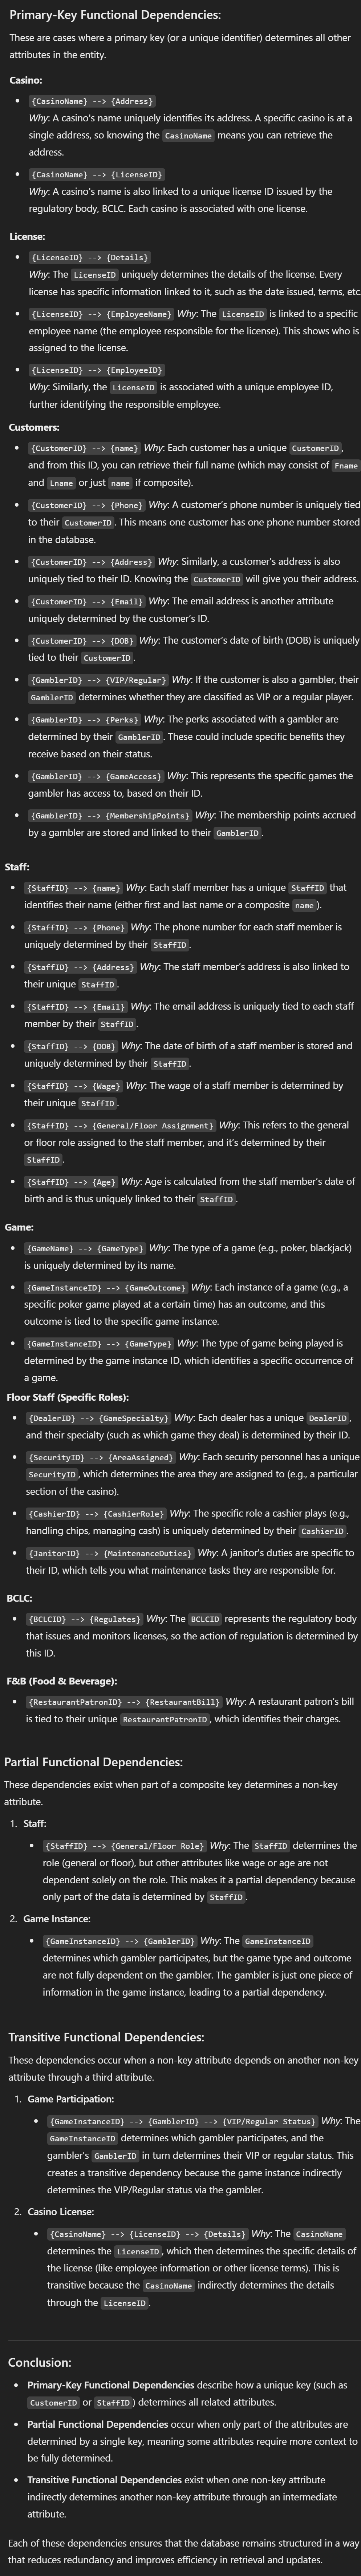 Primary-Key Functional Dependencies:
These are cases where a primary key (or a unique identifier) determines all other
attributes in the entity.
Casino:
• {CasinoName} --> {Address}
Why: A casino's name uniquely identifies its address. A specific casino is at a
single address, so knowing the CasinoName means you can retrieve the
address.
• {CasinoName} --> {LicenseID}
Why: A casino's name is also linked to a unique license ID issued by the
regulatory body, BCLC. Each casino is associated with one license.
License:
• {LicenseID} --> {Details}
Why: The LicenseID uniquely determines the details of the license. Every
license has specific information linked to it, such as the date issued, terms, etc.
• {LicenseID} --> {EmployeeName} Why: The LicenseID is linked to a specific
employee name (the employee responsible for the license). This shows who is
assigned to the license.
• {LicenseID} --> {EmployeeID}
Why: Similarly, the LicenseID is associated with a unique employee ID,
further identifying the responsible employee.
Customers:
• {CustomerID} --> {name} Why: Each customer has a unique CustomerID,
and from this ID, you can retrieve their full name (which may consist of Fname
and Lname or just name if composite).
• {CustomerID} --> {Phone} Why: A customer's phone number is uniquely tied
to their CustomerID. This means one customer has one phone number stored
in the database.
• {CustomerID} --> {Address} Why: Similarly, a customer's address is also
uniquely tied to their ID. Knowing the CustomerID will give you their address.
• {CustomerID} --> {Email} Why: The email address is another attribute
uniquely determined by the customer's ID.
• {CustomerID} --> {DOB} Why: The customer's date of birth (DOB) is uniquely
tied to their CustomerID.
• {GamblerID} --> {VIP/Regular} Why: If the customer is also a gambler, their
GamblerID determines whether they are classified as VIP or a regular player.
• {GamblerID} --> {Perks} Why: The perks associated with a gambler are
determined by their GamblerID. These could include specific benefits they
receive based on their status.
• {GamblerID} --> {GameAccess} Why: This represents the specific games the
gambler has access to, based on their ID.
• {GamblerID} --> {MembershipPoints} Why: The membership points accrued
by a gambler are stored and linked to their GamblerID.
Staff:
• {StaffID} --> {name} Why: Each staff member has a unique StaffID that
identifies their name (either first and last name or a composite name).
• {StaffID} --> {Phone} Why: The phone number for each staff member is
uniquely determined by their StaffID.
• {StaffID} --> {Address} Why: The staff member's address is also linked to
their unique StaffID.
• {StaffID} --> {Email} Why: The email address is uniquely tied to each staff
member by their StaffID.
• {StaffID} --> {DOB} Why: The date of birth of a staff member is stored and
uniquely determined by their StaffID.
• {StaffID} --> {Wage} Why: The wage of a staff member is determined by
their unique StaffID.
• {StaffID} --> {General/Floor Assignment} Why: This refers to the general
or floor role assigned to the staff member, and it's determined by their
StaffID.
• {StaffID} --> {Age} Why: Age is calculated from the staff member's date of
birth and is thus uniquely linked to their StaffID.
Game:
• {GameName} --> {GameType} Why: The type of a game (e.g., poker, blackjack)
is uniquely determined by its name.
• {GameInstanceID} --> {GameOutcome} Why: Each instance of a game (e.g., a
specific poker game played at a certain time) has an outcome, and this
outcome is tied to the specific game instance.
• {GameInstanceID} --> {GameType} Why: The type of game being played is
determined by the game instance ID, which identifies a specific occurrence of
a game.
Floor Staff (Specific Roles):
• {DealerID} --> {GameSpecialty} Why: Each dealer has a unique DealerID,
and their specialty (such as which game they deal) is determined by their ID.
• {SecurityID} --> {AreaAssigned} Why: Each security personnel has a unique
SecurityID, which determines the area they are assigned to (e.g., a particular
section of the casino).
• {CashierID} --> {CashierRole} Why: The specific role a cashier plays (e.g.,
handling chips, managing cash) is uniquely determined by their CashierID.
• {JanitorID} --> {MaintenanceDuties} Why: A janitor's duties are specific to
their ID, which tells you what maintenance tasks they are responsible for.
BCLC:
• {BCLCID} --> {Regulates} Why: The BCLCID represents the regulatory body
that issues and monitors licenses, so the action of regulation is determined by
this ID.
F&B (Food & Beverage):
• {RestaurantPatronID} --> {RestaurantBill} Why: A restaurant patron's bill
is tied to their unique RestaurantPatronID, which identifies their charges.
Partial Functional Dependencies:
These dependencies exist when part of a composite key determines a non-key
attribute.
1. Staff:
• {StaffID} --> {General/Floor Role} Why: The StaffID determines the
role (general or floor), but other attributes like wage or age are not
dependent solely on the role. This makes it a partial dependency because
only part of the data is determined by StaffID.
2. Game Instance:
• {GameInstanceID} --> {GamblerID} Why: The GameInstanceID
determines which gambler participates, but the game type and outcome
are not fully dependent on the gambler. The gambler is just one piece of
information in the game instance, leading to a partial dependency.
Transitive Functional Dependencies:
These dependencies occur when a non-key attribute depends on another non-key
attribute through a third attribute.
1. Game Participation:
• {GameInstanceID} --> {GamblerID} --> {VIP/Regular Status} Why: The
GameInstanceID determines which gambler participates, and the
gambler's GamblerID in turn determines their VIP or regular status. This
creates a transitive dependency because the game instance indirectly
determines the VIP/Regular status via the gambler.
2. Casino License:
• {CasinoName} --> {LicenseID} --> {Details} Why: The CasinoName
determines the LicenseID, which then determines the specific details of
the license (like employee information or other license terms). This is
transitive because the CasinoName indirectly determines the details
through the LicenseID.
Conclusion:
• Primary-Key Functional Dependencies describe how a unique key (such as
CustomerID or StaffID) determines all related attributes.
• Partial Functional Dependencies occur when only part of the attributes are
determined by a single key, meaning some attributes require more context to
be fully determined.
• Transitive Functional Dependencies exist when one non-key attribute
indirectly determines another non-key attribute through an intermediate
attribute.
Each of these dependencies ensures that the database remains structured in a way
that reduces redundancy and improves efficiency in retrieval and updates.